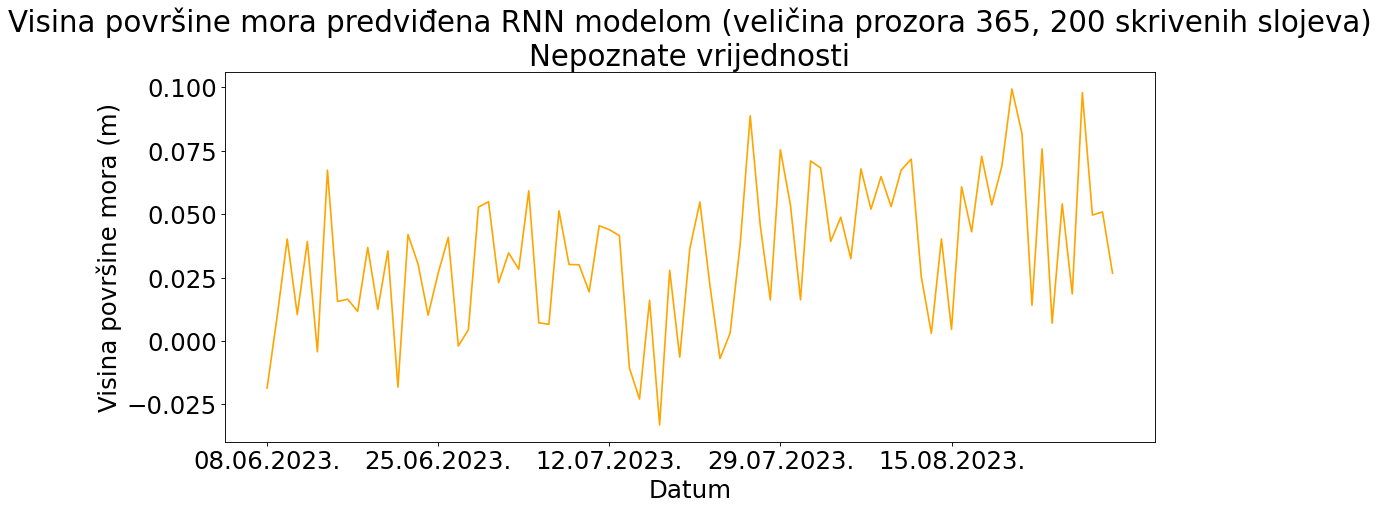 Visina površine mora predviđena RNN modelom (veličina prozora 365, 200 skrivenih slojeva)
Nepoznate vrijednosti
Visina površine mora (m)
0.100
0.075
0.050
0.025
0.000
−0.025
08.06.2023. 25.06.2023. 12.07.2023. 29.07.2023. 15.08.2023.
Datum